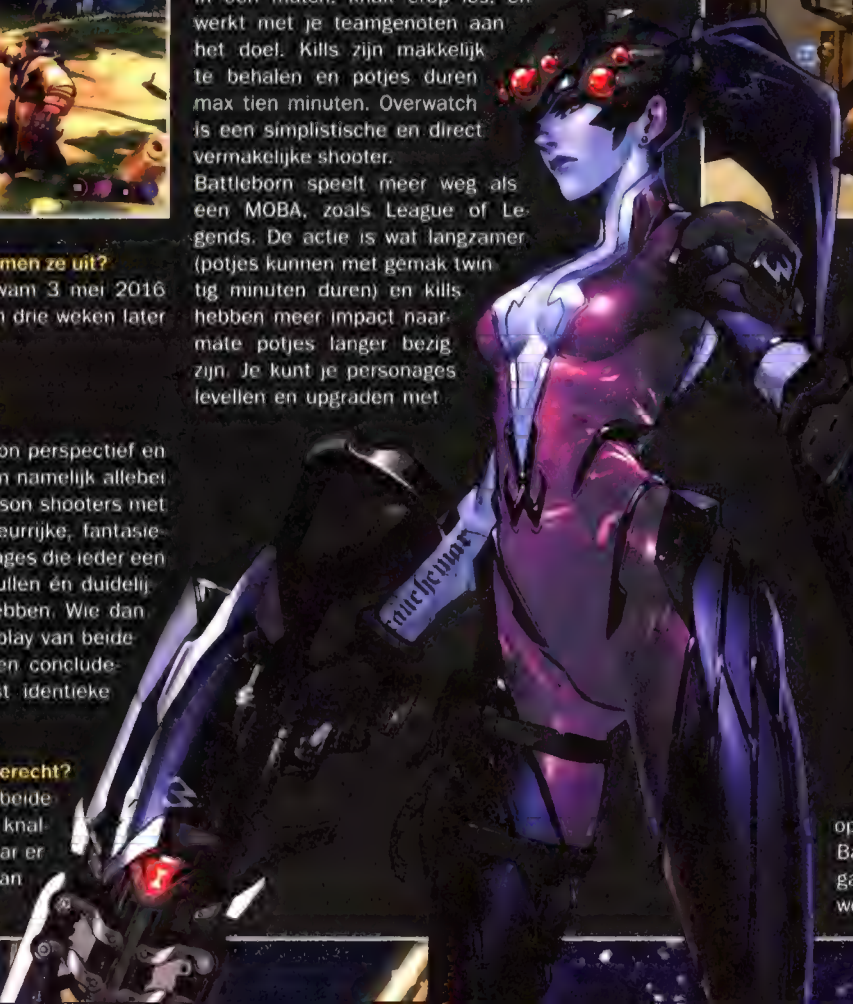 werkt met je teamgenoten aan
het doel. Kills zijn makkelijk
te behalen en potjes duren
max tien minuten. Overwatch
is een simplistische en direct
vermakelijke shooter.
Battleborn speelt meer weg als
een MOBA, zoals League of Le-
gends. De actie is wat langzamer
(potjes kunnen met gemak twin
tig minuten duren) en kills
hebben meer impact naar-
mate potjes langer bezig
zijn. Je kunt je personages
levellen en upgraden met
men ze uit?
wam 3 mei 2016
n drie weken later
on perspectief en
n namelijk allebei
son shooters met
eurrijke, fantasie-
ages die ieder een
ullen én duidelij
ebben. Wie dan
play van beide
en conclude-
st identieke
erecht?
beide
knal-
ar er
an
auchemar
op
Ba
ga
we